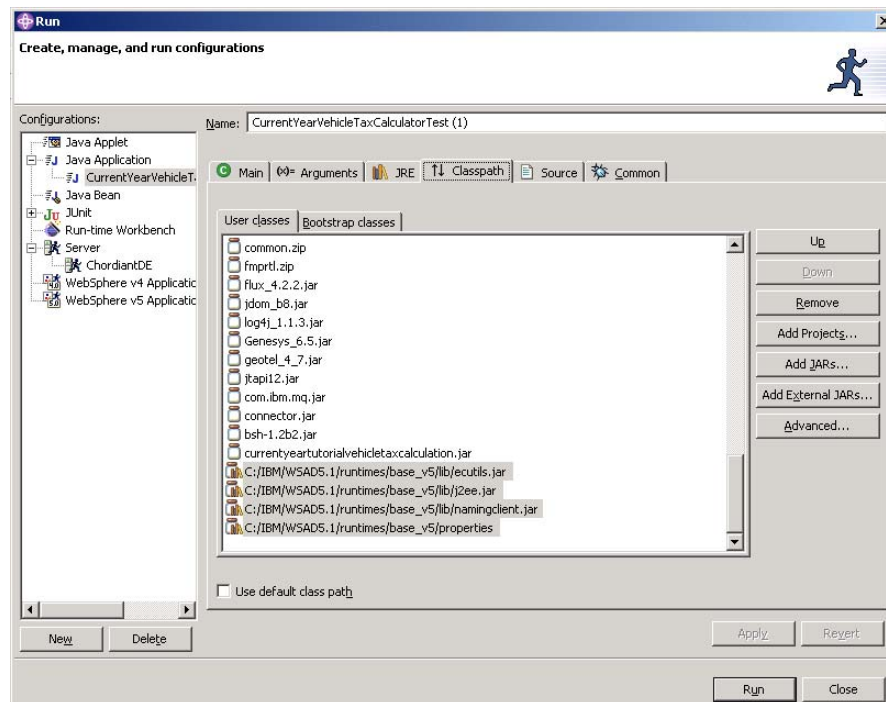 Run
Create, manage, and run configurations
Configurations:
Java Applet
Java Application
CurrentYearVehicleT
Java Bean
JUnit
Run-time Workbench
Server
ChordiantDE
WebSphere v4 Applicatic
WebSphere v5 Applicatic
New
Delete
Name: CurrentYearVehicleTaxCalculatorTest (1)
Main
(x)= Arguments
JRE
Classpath
Source
Common
User classes
Bootstrap classes
common.zip
fmprtl.zip
flux_4.2.2.jar
jdom_b8.jar
log4j_1.1.3.jar
Genesys_6.5.jar
geotel_4_7.jar
jtapi12.jar
com.ibm.mq.jar
connector.jar
bsh-1.2b2.jar
currentyeartutorialvehicletaxcalculation.jar
C:/IBM/WSAD5.1/runtimes/base_v5/lib/ecutils.jar
C:/IBM/WSAD5.1/runtimes/base_v5/lib/j2ee.jar
C:/IBM/WSAD5.1/runtimes/base_v5/lib/namingclient.jar
C:/IBM/WSAD5.1/runtimes/base_v5/properties
Up
Down
Remove
Add Projects...
Add JARs...
Add External JARs...
Advanced...
Use default class path
Apply
Revert
Run
Close